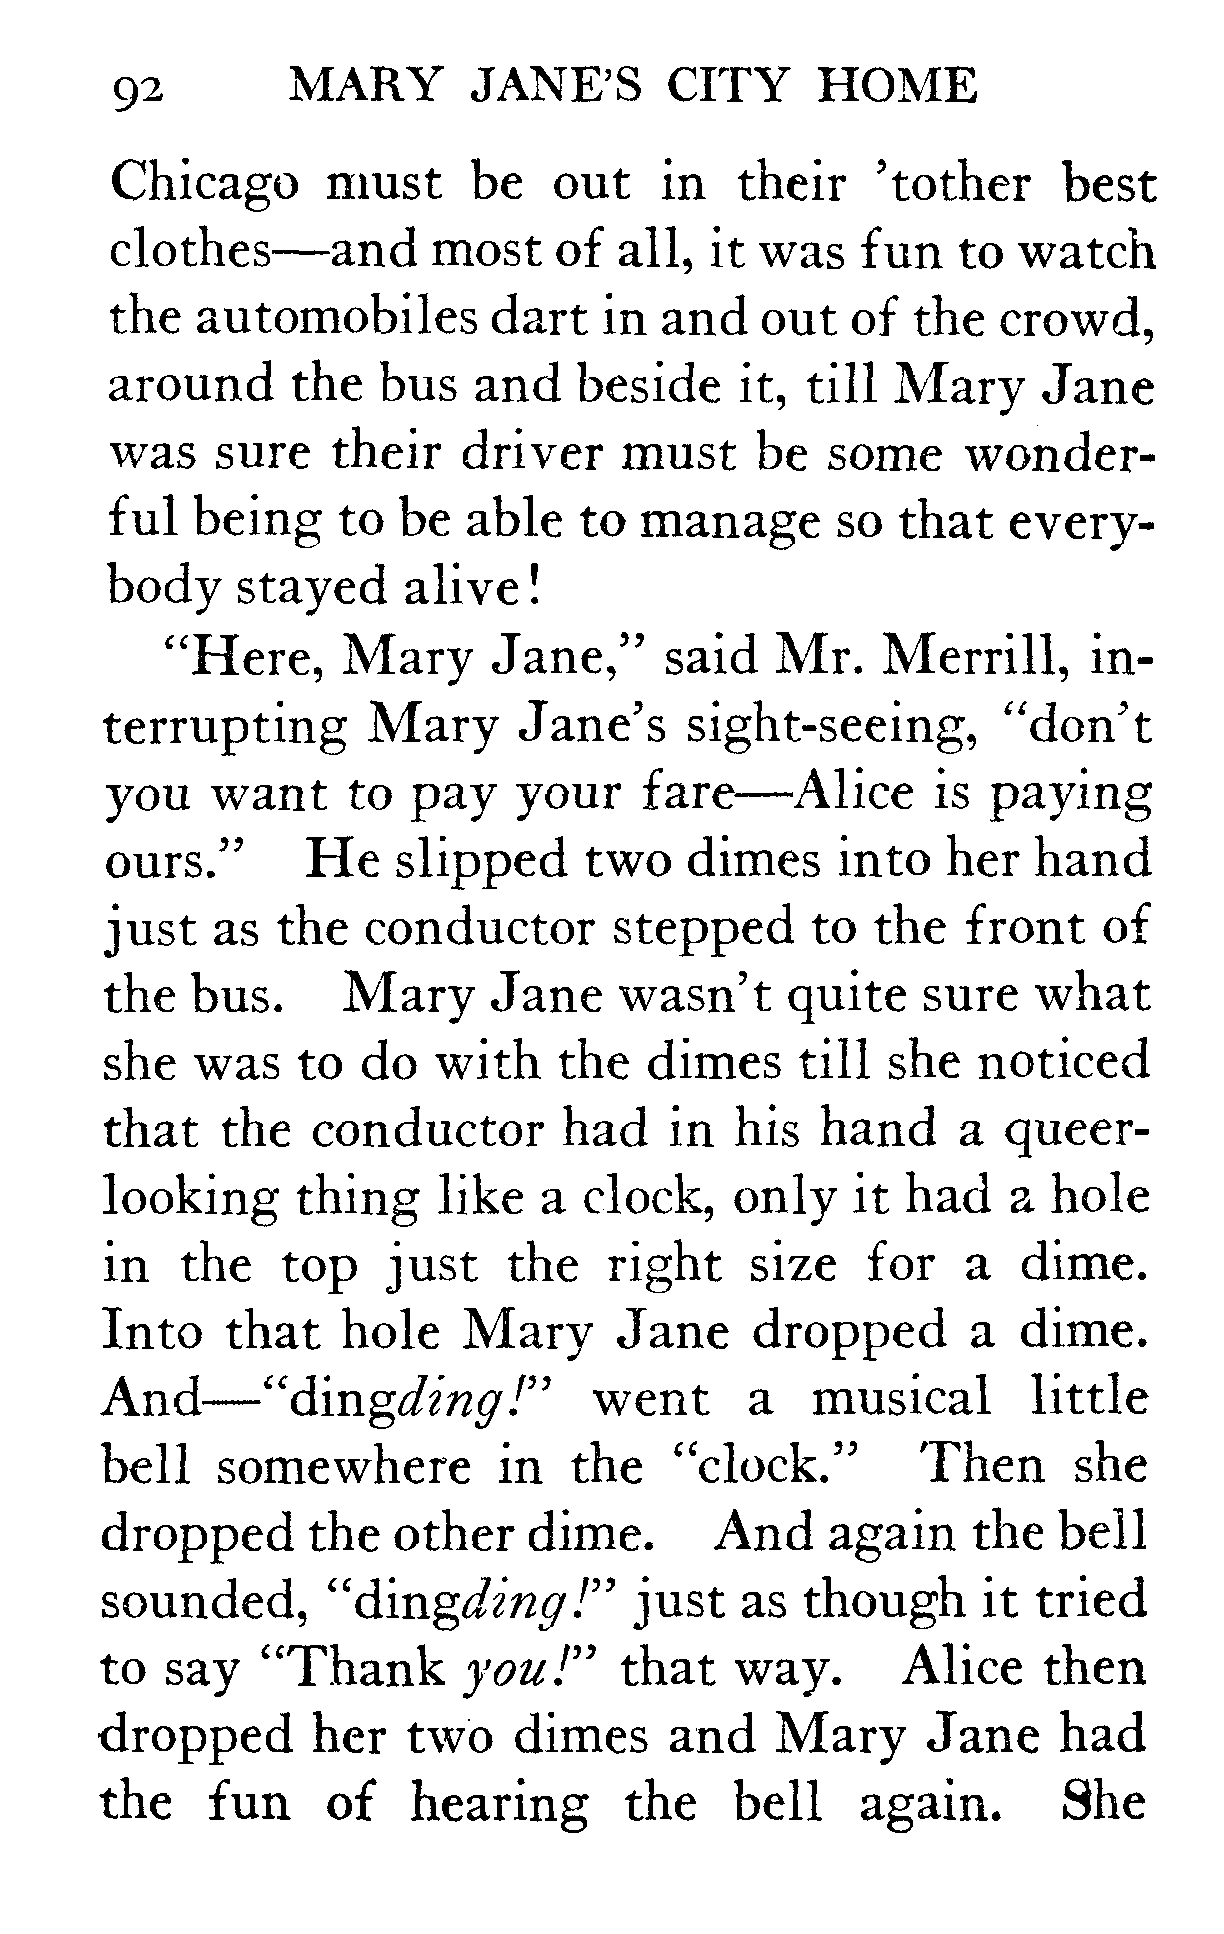 92 MARY JANE'S CITY HOME
Chicago must be out in their 'tother best
clothes—and most of all, it was fun to watch
the automobiles dart in and out of the crowd,
around the bus and beside it, till Mary Jane
was sure their driver must be some wonder-
ful being to be able to manage so that every-
body stayed alive!
"Here, Mary Jane," said Mr. Merrill, in-
terrupting Mary Jane's sight-seeing, "don't
you want to pay your fare—Alice is paying
ours." He slipped two dimes into her hand
just as the conductor stepped to the front of
the bus. Mary Jane wasn't quite sure what
she was to do with the dimes till she noticed
that the conductor had in his hand a queer-
looking thing like a clock, only it had a hole
in the top just the right size for a dime.
Into that hole Mary Jane dropped a dime.
And—"dingding!" went a musical little
bell somewhere in the "clock." Then she
dropped the other dime. And again the bell
sounded, "dingding!" just as though it tried
to say "Thank you!" that way. Alice then
dropped her two dimes and Mary Jane had
the fun of hearing the bell again. She